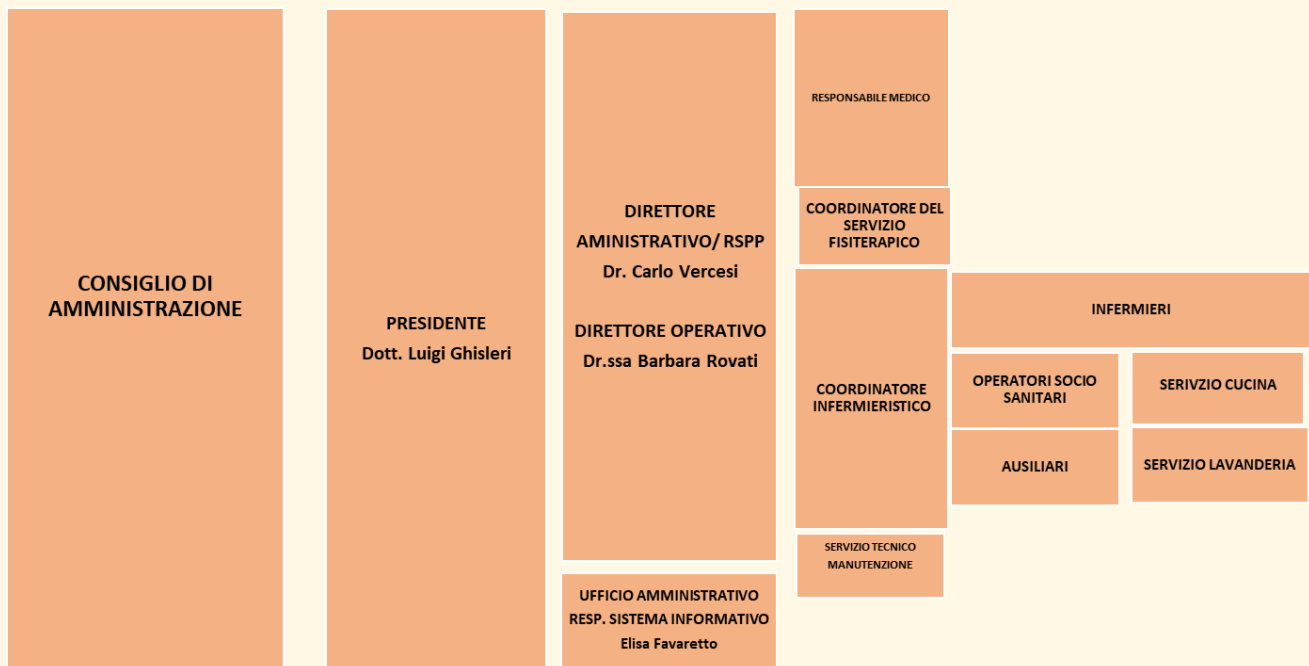 CONSIGLIO DI
AMMINISTRAZIONE
PRESIDENTE
Dott. Luigi Ghisleri
DIRETTORE
AMINISTRATIVO/ RSPP
Dr. Carlo Vercesi
DIRETTORE OPERATIVO
Dr.ssa Barbara Rovati
UFFICIO AMMINISTRATIVO
RESP. SISTEMA INFORMATIVO
Elisa Favaretto
RESPONSABILE MEDICO
COORDINATORE DEL
SERVIZIO
FISITERAPICO
COORDINATORE
INFERMIERISTICO
SERVIZIO TECNICO
MANUTENZIONE
INFERMIERI
OPERATORI SOCIO
SANITARI
SERIVZIO CUCINA
AUSILIARI
SERVIZIO LAVANDERIA